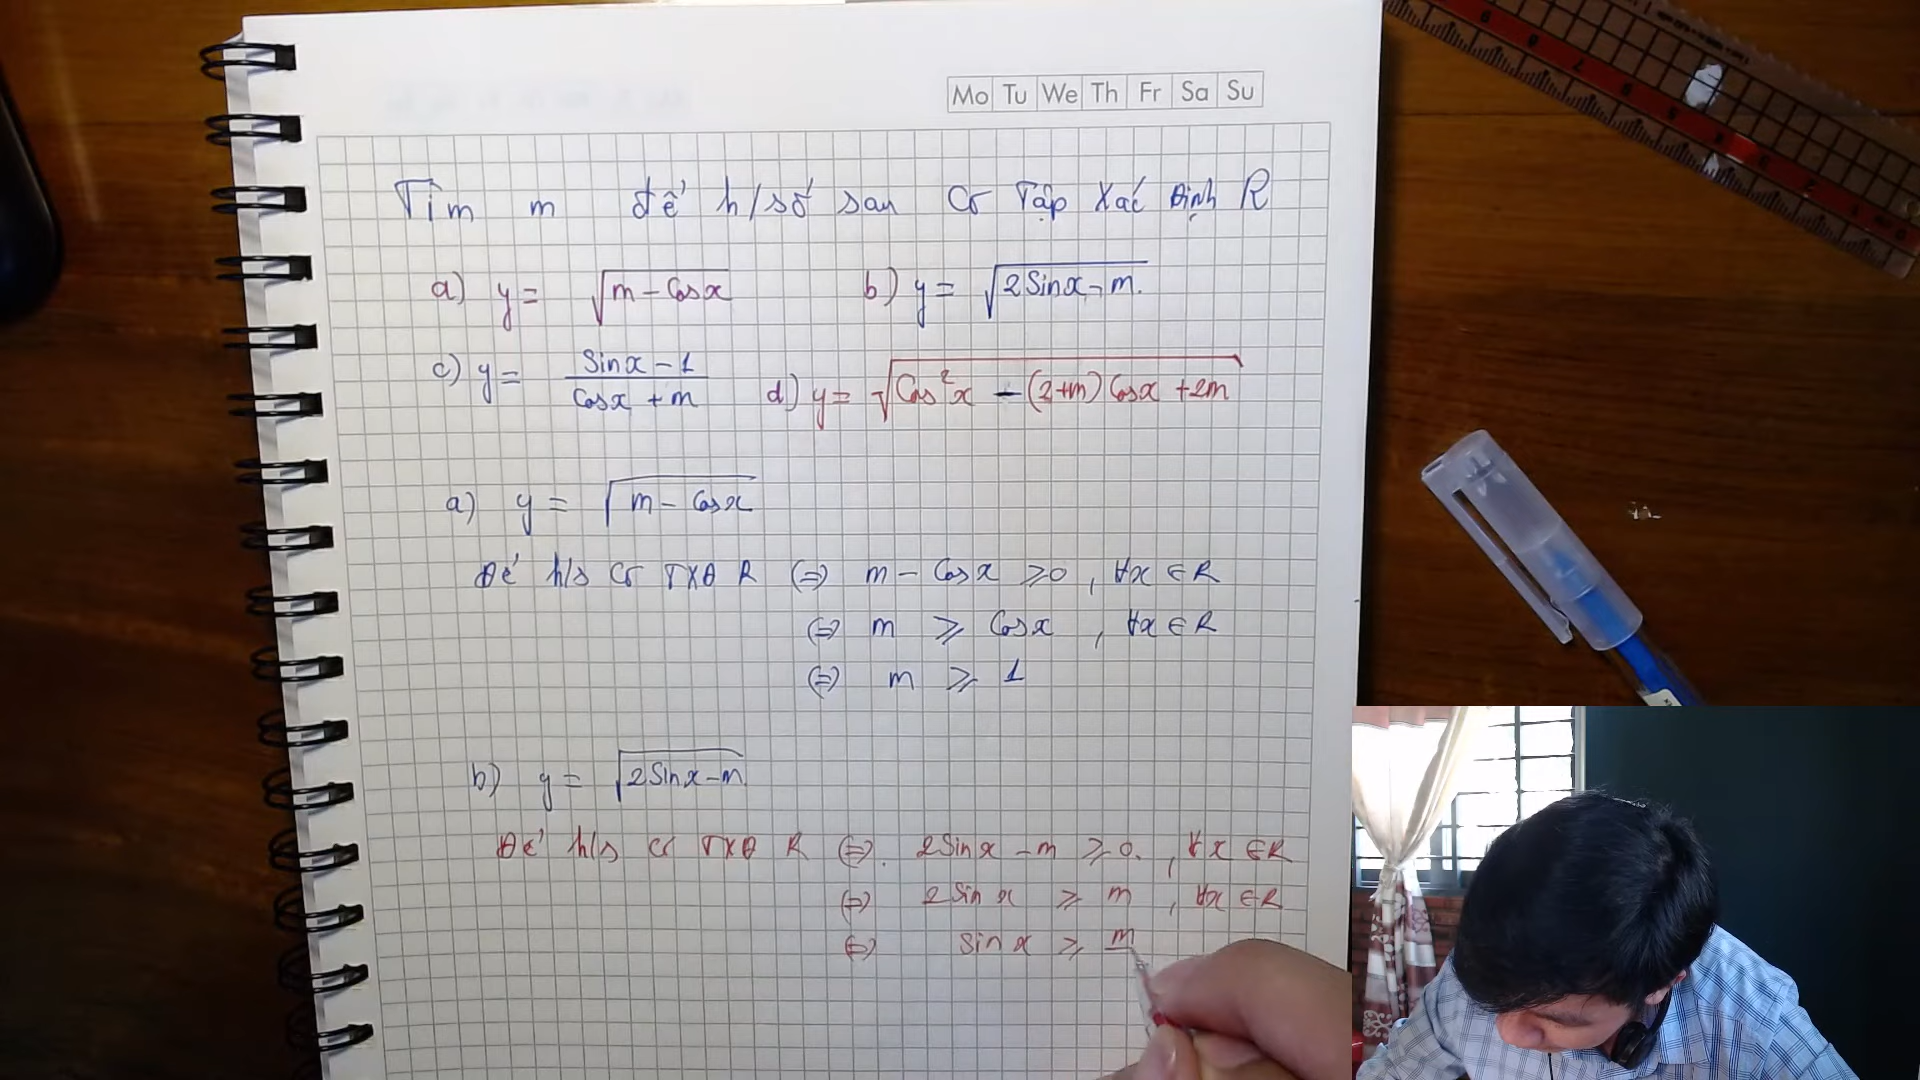 Mo Tu We Th Fr Sa Su
Tìm m để h/số sau có Tập Xác Định R
a) y = √(m - Cosx) b) y = √(2Sinx - m)
c) y = (Sinx - 1)/(Cosx + m) d) y = √(Cos²x - (2+m)Cosx + 2m)
a) y = √(m - Cosx)
Để h/s có TXĐ R ⇔ m - Cosx ≥ 0, ∀x ∈ R
⇔ m ≥ Cosx, ∀x ∈ R
⇔ m ≥ 1
b) y = √(2Sinx - m)
Để h/s có TXĐ R ⇔ 2Sinx - m ≥ 0, ∀x ∈ R
⇔ 2Sinx ≥ m, ∀x ∈ R
⇔ Sinx ≥ m